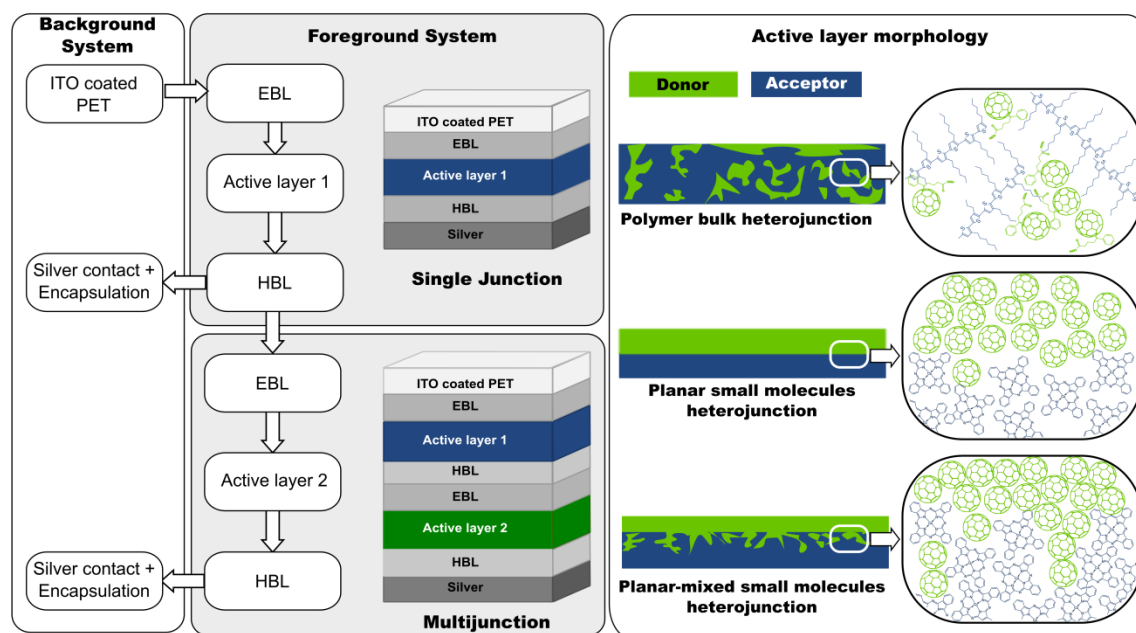 Background
System
ITO coated
PET
Silver contact +
Encapsulation
Silver contact +
Encapsulation
Foreground System
EBL
Active layer 1
HBL
ITO coated PET
EBL
Active layer 1
HBL
Silver
Single Junction
EBL
Active layer 2
HBL
ITO coated PET
EBL
Active layer 1
HBL
EBL
Active layer 2
HBL
Silver
Multijunction
Active layer morphology
Donor
Acceptor
Polymer bulk heterojunction
Planar small molecules
heterojunction
Planar-mixed small molecules
heterojunction